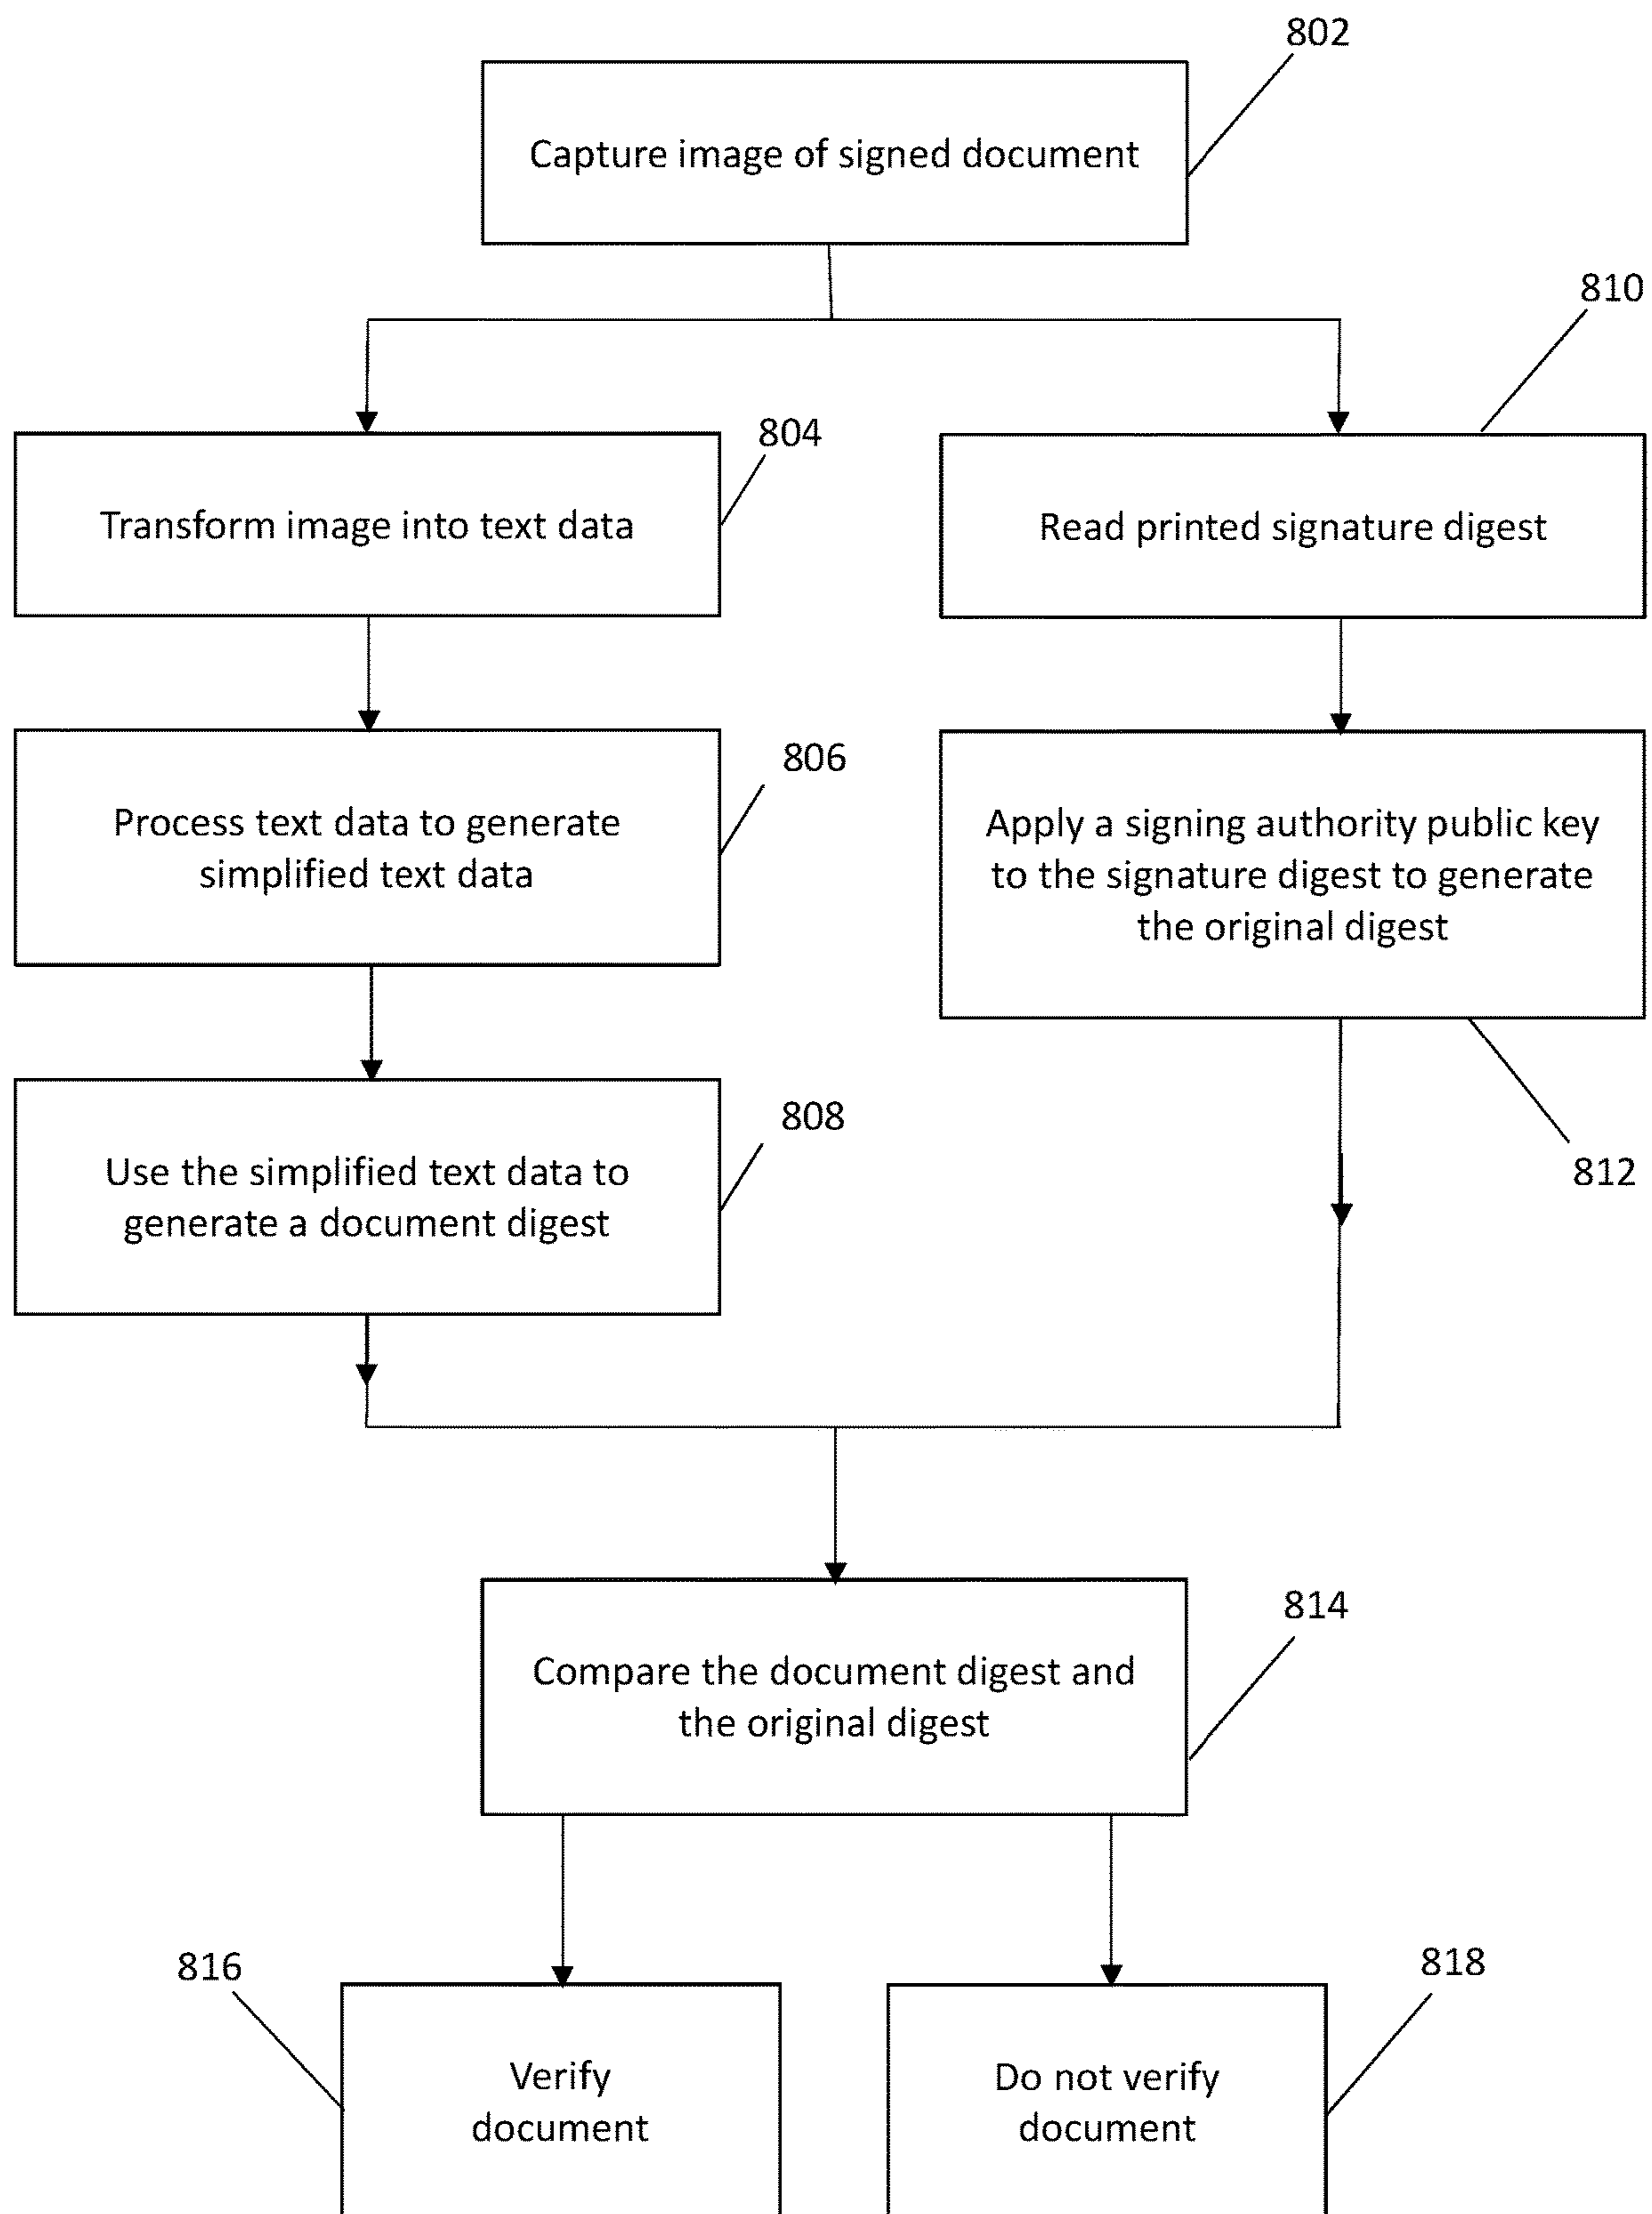 802
Capture image of signed document
810
804
Transform image into text data
Read printed signature digest
806
Process text data to generate
simplified text data
Apply a signing authority public key
to the signature digest to generate
the original digest
808
Use the simplified text data to
generate a document digest
812
814
Compare the document digest and
the original digest
816
818
Verify
document
Do not verify
document